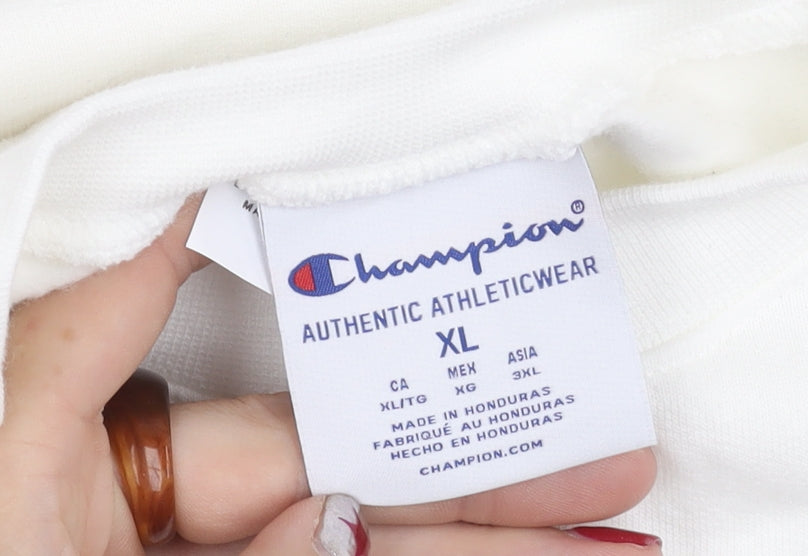 Champion®
AUTHENTIC ATHLETICWEAR
XL
CA MEX ASIA
XL/TG XG 3XL
MADE IN HONDURAS
FABRIQUÉ AU HONDURAS
HECHO EN HONDURAS
CHAMPION.COM